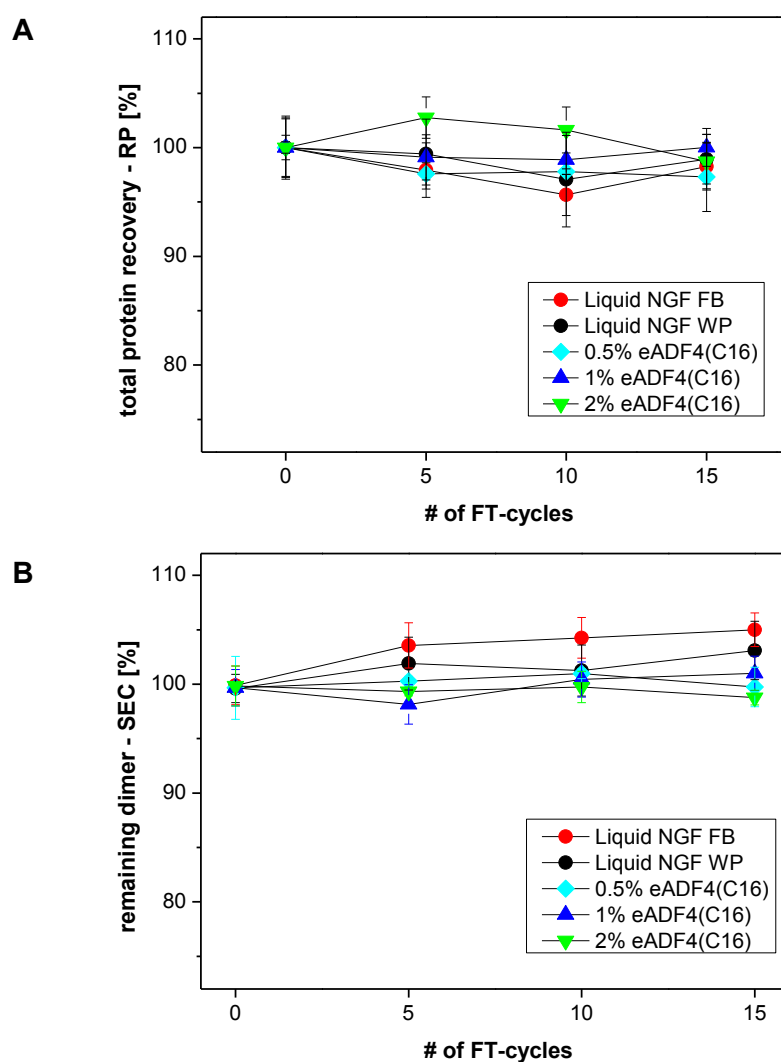 A
total protein recovery - RP [%]
110
100
90
80
Liquid NGF FB
Liquid NGF WP
0.5% eADF4(C16)
1% eADF4(C16)
2% eADF4(C16)
0 5 10 15
# of FT-cycles
B
remaining dimer - SEC [%]
110
100
90
80
Liquid NGF FB
Liquid NGF WP
0.5% eADF4(C16)
1% eADF4(C16)
2% eADF4(C16)
0 5 10 15
# of FT-cycles